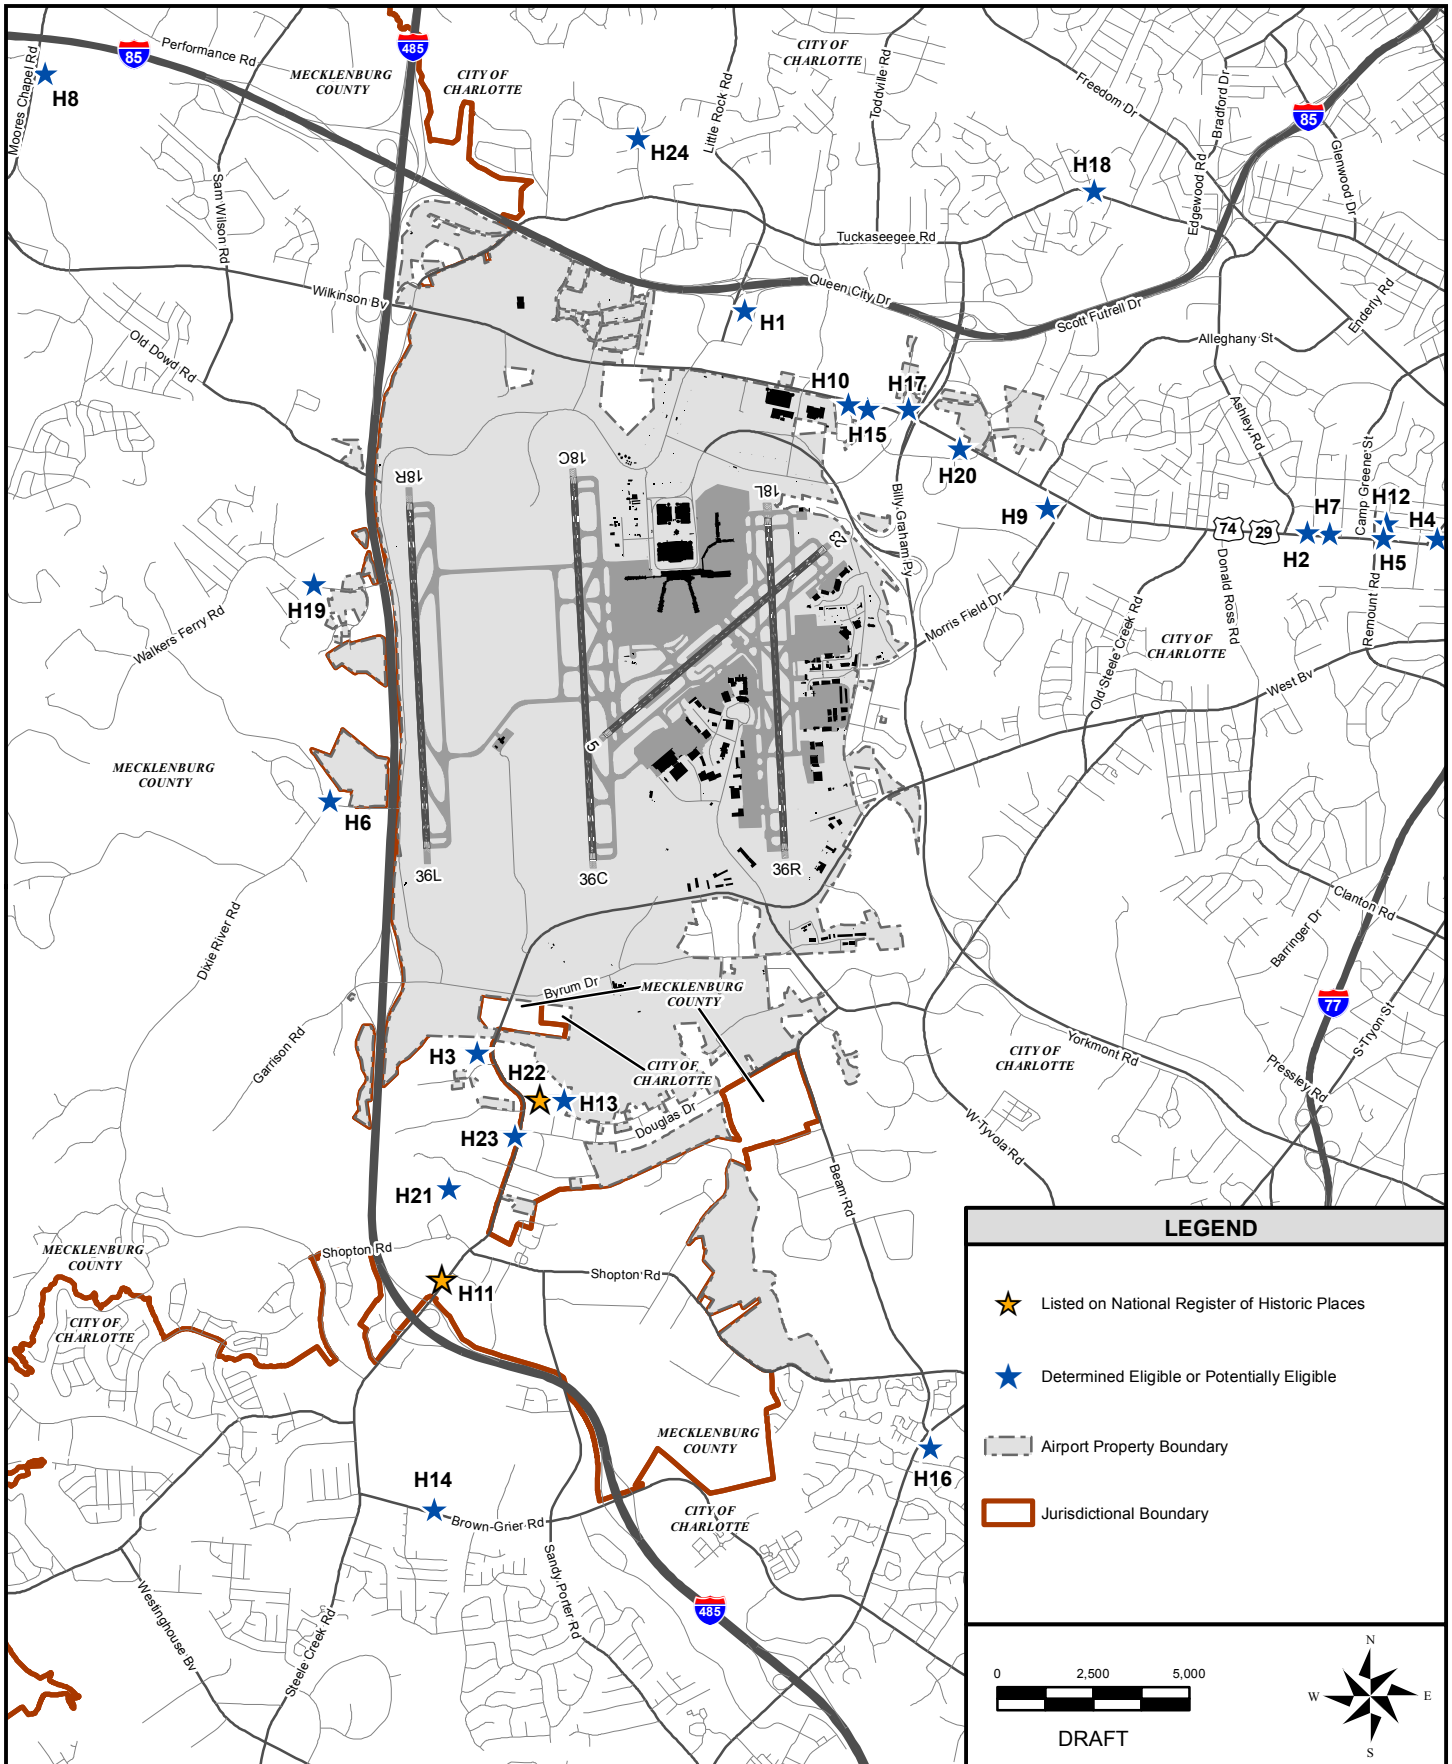 Performance Rd
85
485
Moores Chapel Rd
H8
MECKLENBURG
COUNTY
CITY OF
CHARLOTTE
Sam Wilson Rd
H24
Little Rock Rd
CITY OF
CHARLOTTE
Toddville Rd
Freedom Dr
Bradford Dr
85
Glenwood Dr
H18
Edgewood Rd
Tuckaseegee Rd
Wilkinson Bv
Queen City Dr
H1
Scott Futrell Dr
Enderly Rd
Alleghany St
Old Dowd Rd
H10
H17
H15
H20
Ashley Rd
Camp Greene St
18R
18C
18L
23
Billy Graham Py
H9
74
29
H2
H7
H12
H4
H5
H19
Walkers Ferry Rd
Morris Field Dr
Old Steele Creek Rd
Donald Ross Rd
Remount Rd
CITY OF
CHARLOTTE
West Bv
5
MECKLENBURG
COUNTY
H6
36L
36C
36R
Clanton Rd
Barringer Dr
Dixie River Rd
Byrum Dr
MECKLENBURG
COUNTY
77
S Tryon St
Garrison Rd
H3
H22
CITY OF
CHARLOTTE
CITY OF
CHARLOTTE
Yorkmont Rd
Pressley Rd
H13
Douglas Dr
H23
W Tyvola Rd
H21
Beam Rd
MECKLENBURG
COUNTY
Shopton Rd
Shopton Rd
H11
CITY OF
CHARLOTTE
MECKLENBURG
COUNTY
H16
H14
Brown-Grier Rd
CITY OF
CHARLOTTE
Sandy Porter Rd
Westinghouse Bv
Steele Creek Rd
485
LEGEND
Listed on National Register of Historic Places
Determined Eligible or Potentially Eligible
Airport Property Boundary
Jurisdictional Boundary
0 2,500 5,000
DRAFT
N
W E
S